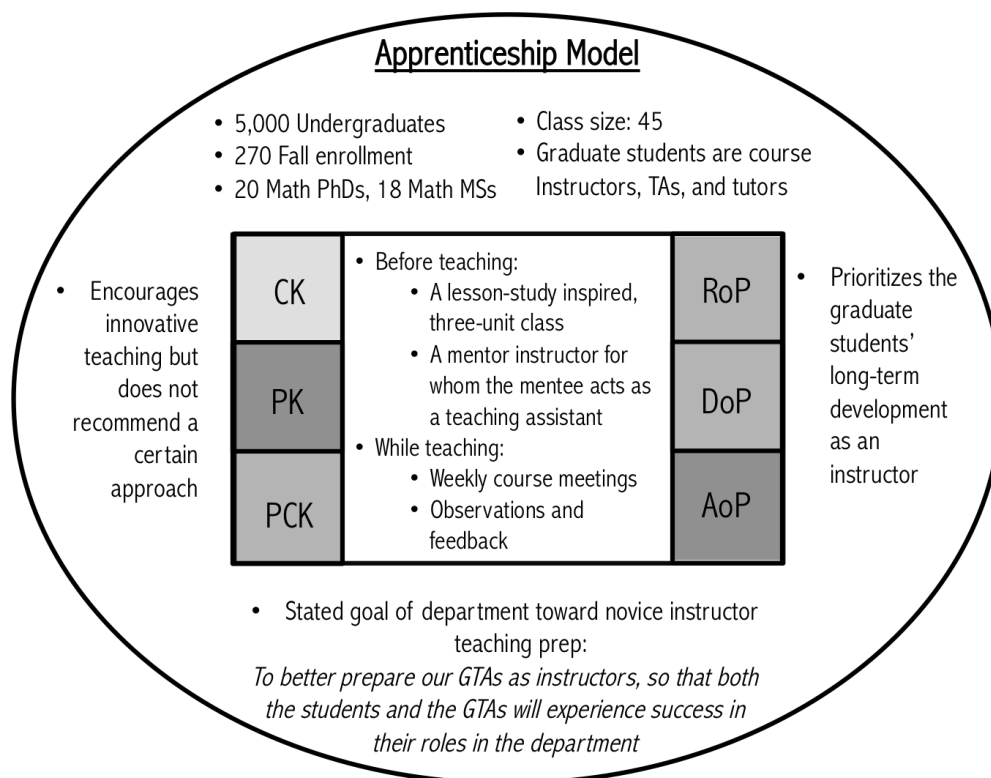 Apprenticeship Model
• 5,000 Undergraduates
• 270 Fall enrollment
• 20 Math PhDs, 18 Math MSs
• Class size: 45
• Graduate students are course
Instructors, TAs, and tutors
• Encourages
innovative
teaching but
does not
recommend a
certain
approach
CK
PK
PCK
• Before teaching:
• A lesson-study inspired,
three-unit class
• A mentor instructor for
whom the mentee acts as
a teaching assistant
• While teaching:
• Weekly course meetings
• Observations and
feedback
RoP
DoP
AoP
• Prioritizes the
graduate
students’
long-term
development
as an
instructor
• Stated goal of department toward novice instructor
teaching prep:
To better prepare our GTAs as instructors, so that both
the students and the GTAs will experience success in
their roles in the department